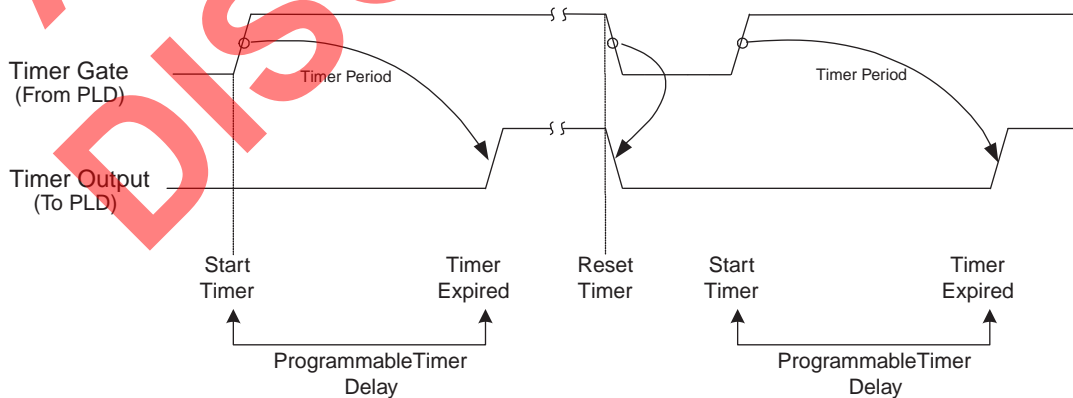 Timer Gate
(From PLD)
Timer Period
Timer Period
Timer Output
(To PLD)
Start
Timer
Timer
Expired
Reset
Timer
Start
Timer
Timer
Expired
ProgrammableTimer
Delay
ProgrammableTimer
Delay
DISC